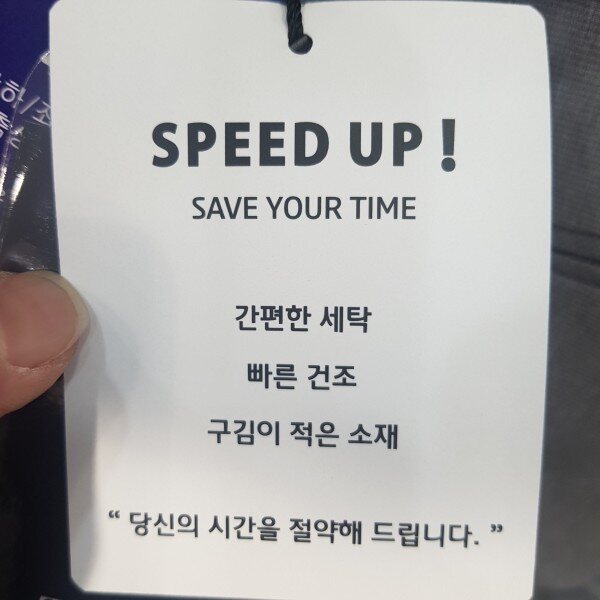 SPEED UP!
SAVE YOUR TIME
간편한 세탁
빠른 건조
구김이 적은 소재
“ 당신의 시간을 절약해 드립니다. ”